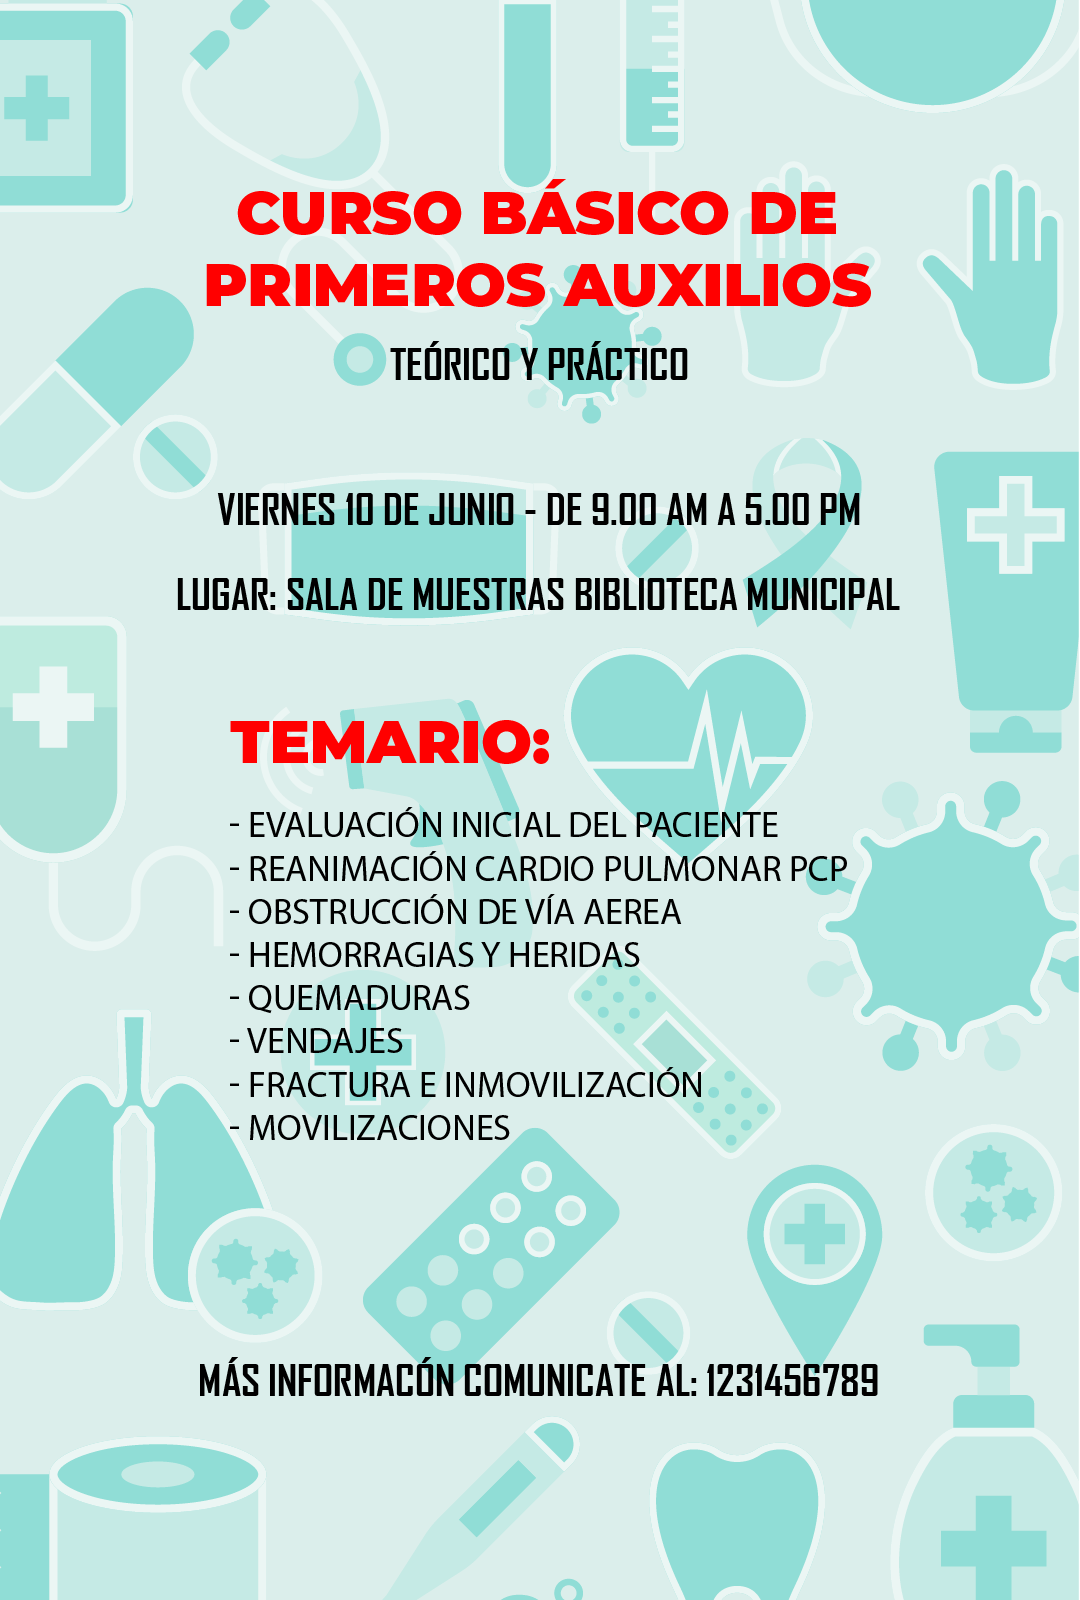 CURSO BÁSICO DE
PRIMEROS AUXILIOS
TEÓRICO Y PRÁCTICO
VIERNES 10 DE JUNIO - DE 9.00 AM A 5.00 PM
LUGAR: SALA DE MUESTRAS BIBLIOTECA MUNICIPAL
TEMARIO:
- EVALUACIÓN INICIAL DEL PACIENTE
- REANIMACIÓN CARDIO PULMONAR PCP
- OBSTRUCCIÓN DE VÍA AEREA
- HEMORRAGIAS Y HERIDAS
- QUEMADURAS
- VENDAJES
- FRACTURA E INMOVILIZACIÓN
- MOVILIZACIONES
MÁS INFORMACÓN COMUNICATE AL: 1231456789